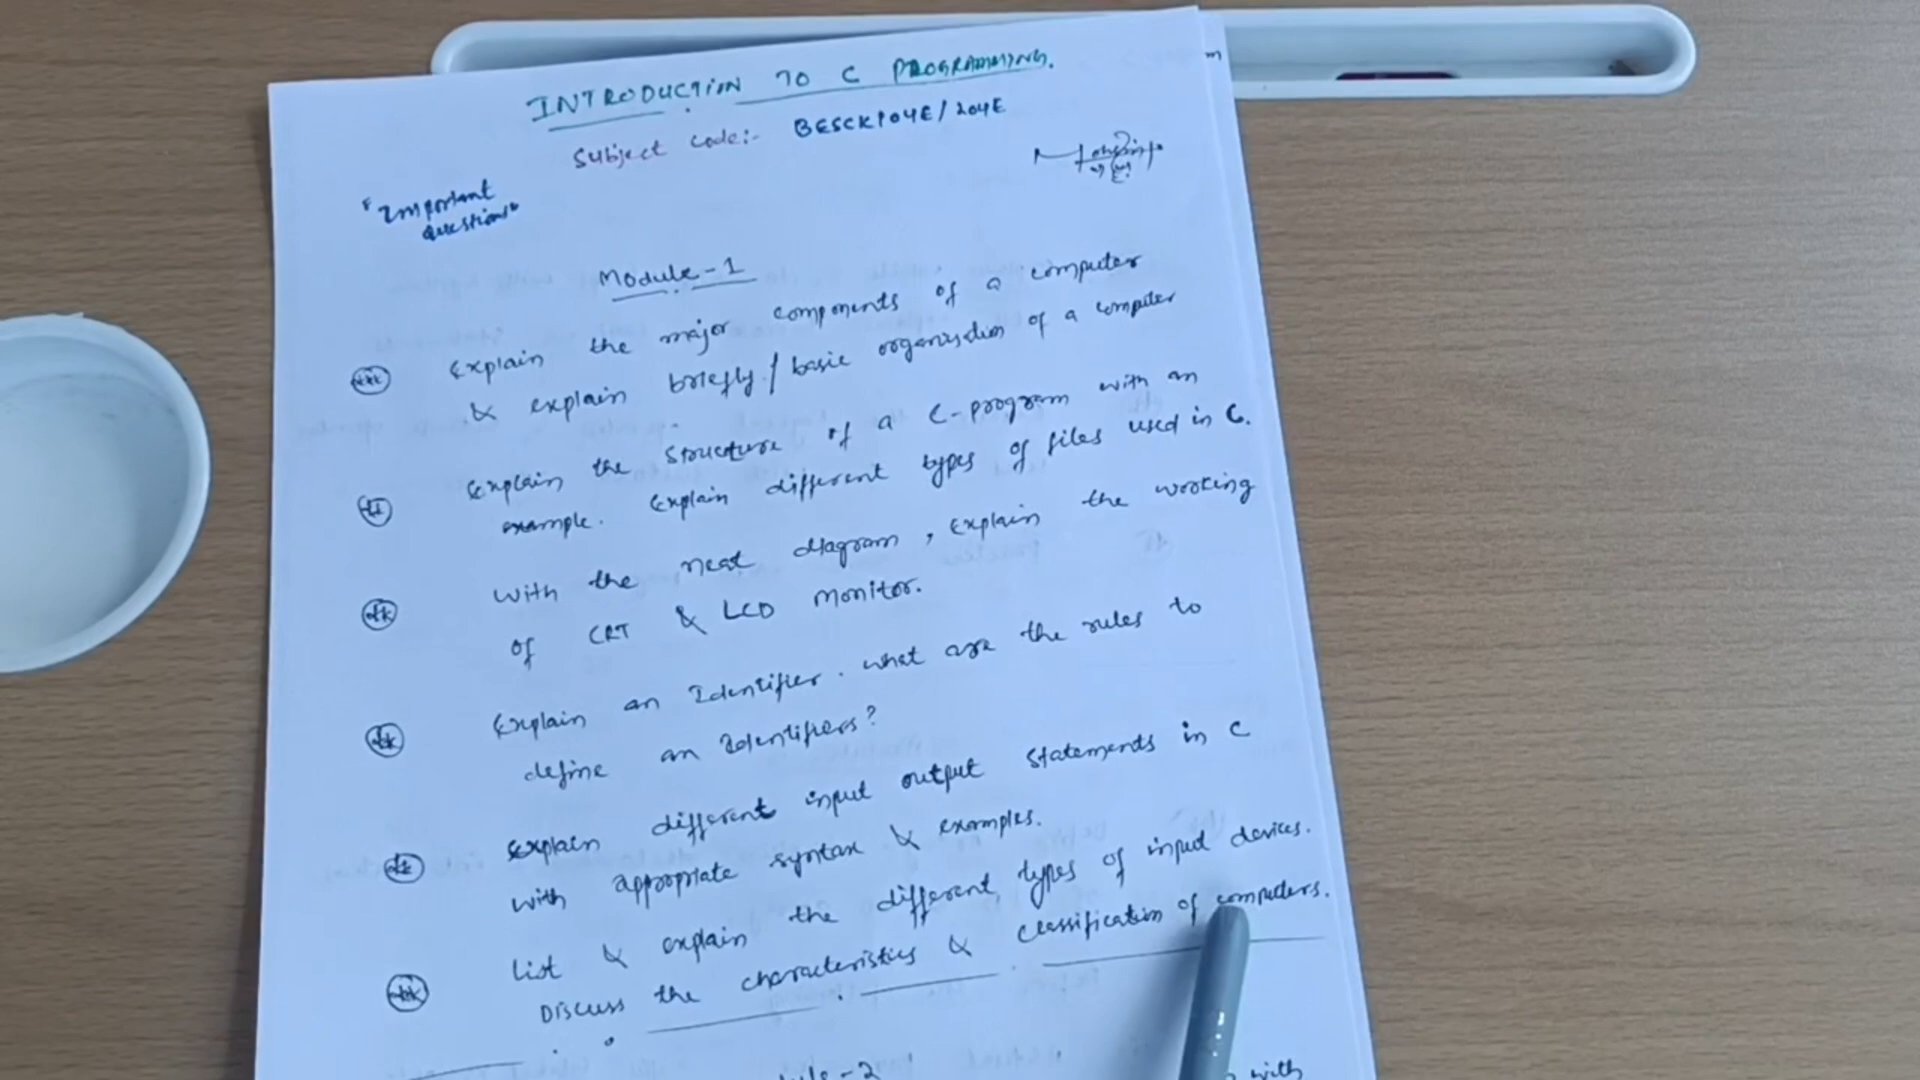 INTRODUCTION TO C PROGRAMMING.
Subject Code:- BESCK104E/204E
"Important
Questions"
Module-1
Explain the major components of a computer
& explain briefly / basic organisation of a computer
Explain the structure of a C-program with an
example. Explain different types of files used in C.
With the neat diagram, explain the working
of CRT & LCD monitor.
Explain an Identifier. what are the rules to
define an Identifiers?
Explain different input output statements in C
with appropriate syntax & examples.
List & explain the different types of input devices.
Discuss the characteristics & classification of computers.
with